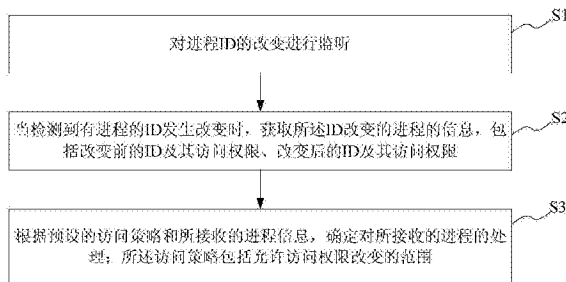 S1
对进程ID的改变进行监听
S2
当检测到有进程的ID发生改变时，获取所述ID改变的进程的信息，包
括改变前的ID及其访问权限、改变后的ID及其访问权限
S3
根据预设的访问策略和所接收的进程信息，确定对所接收的进程的处
理；所述访问策略包括允许访问权限改变的范围